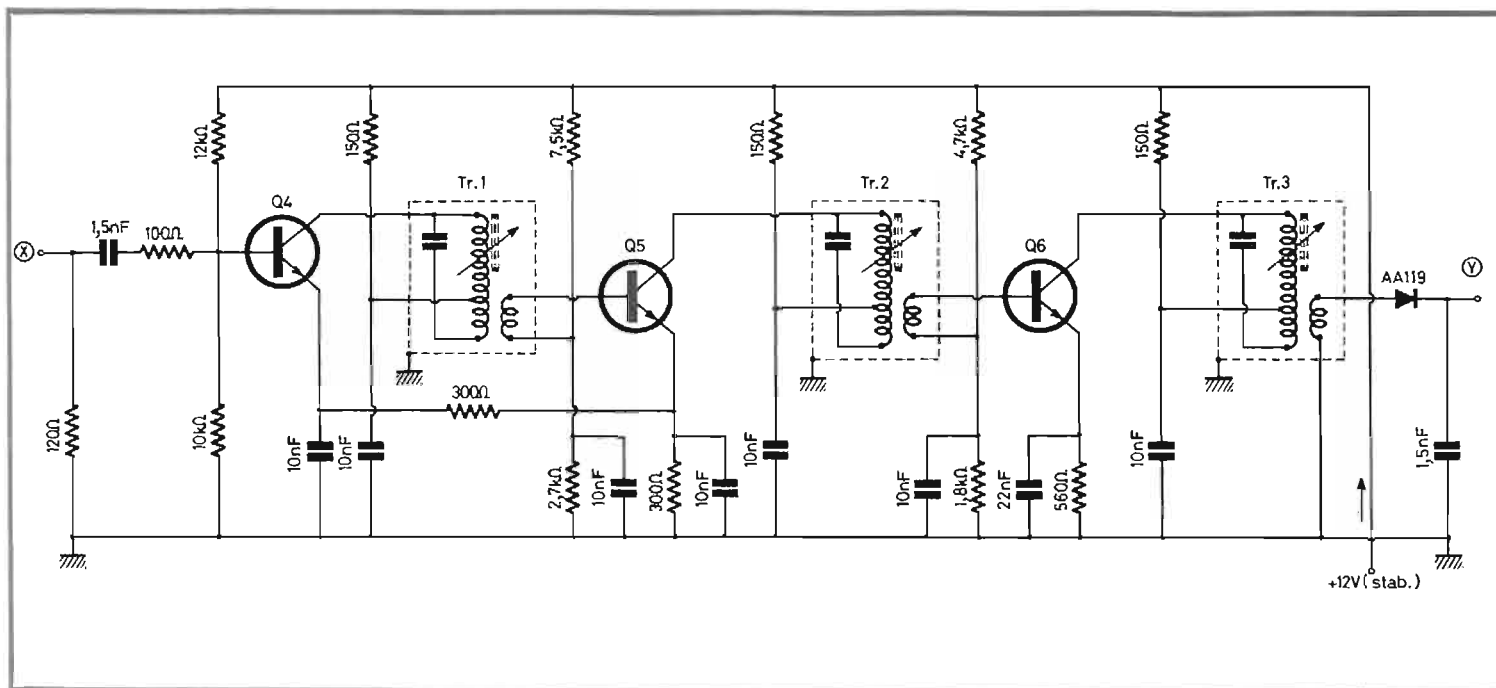 12kΩ
150Ω
7,5kΩ
150Ω
4,7kΩ
150Ω
Tr.1
Tr.2
Tr.3
Q4
Q5
Q6
X
1,5nF
100Ω
AA119
Y
120Ω
10kΩ
10nF
10nF
300Ω
2,7kΩ
10nF
300Ω
10nF
10nF
10nF
1,8kΩ
22nF
560Ω
10nF
1,5nF
+12V(stab.)